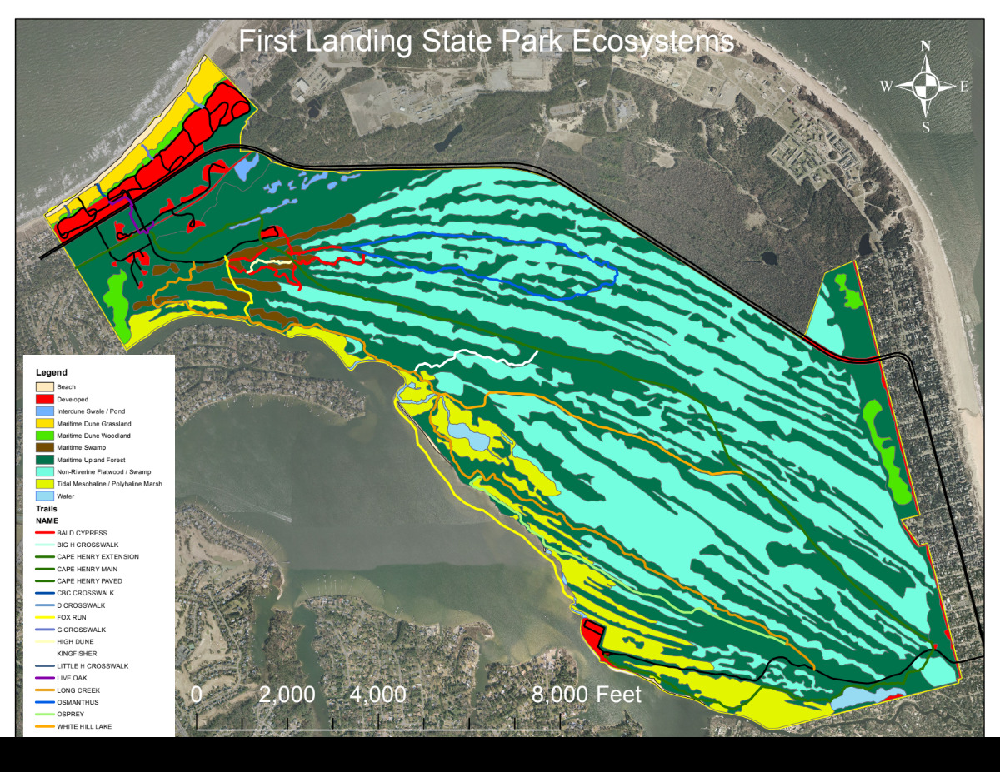 First Landing State Park Ecosystems
N
W E
S
Legend
Beach
Developed
Interdune Swale / Pond
Maritime Dune Grassland
Maritime Dune Woodland
Maritime Swamp
Maritime Upland Forest
Non-Riverine Flatwood / Swamp
Tidal Mesohaline / Polyhaline Marsh
Water
Trails
NAME
BALD CYPRESS
BIG H CROSSWALK
CAPE HENRY EXTENSION
CAPE HENRY MAIN
CAPE HENRY PAVED
CBC CROSSWALK
D CROSSWALK
FOX RUN
G CROSSWALK
HIGH DUNE
KINGFISHER
LITTLE H CROSSWALK
LIVE OAK
LONG CREEK
OSMANTHUS
OSPREY
WHITE HILL LAKE
0 2,000 4,000 8,000 Feet